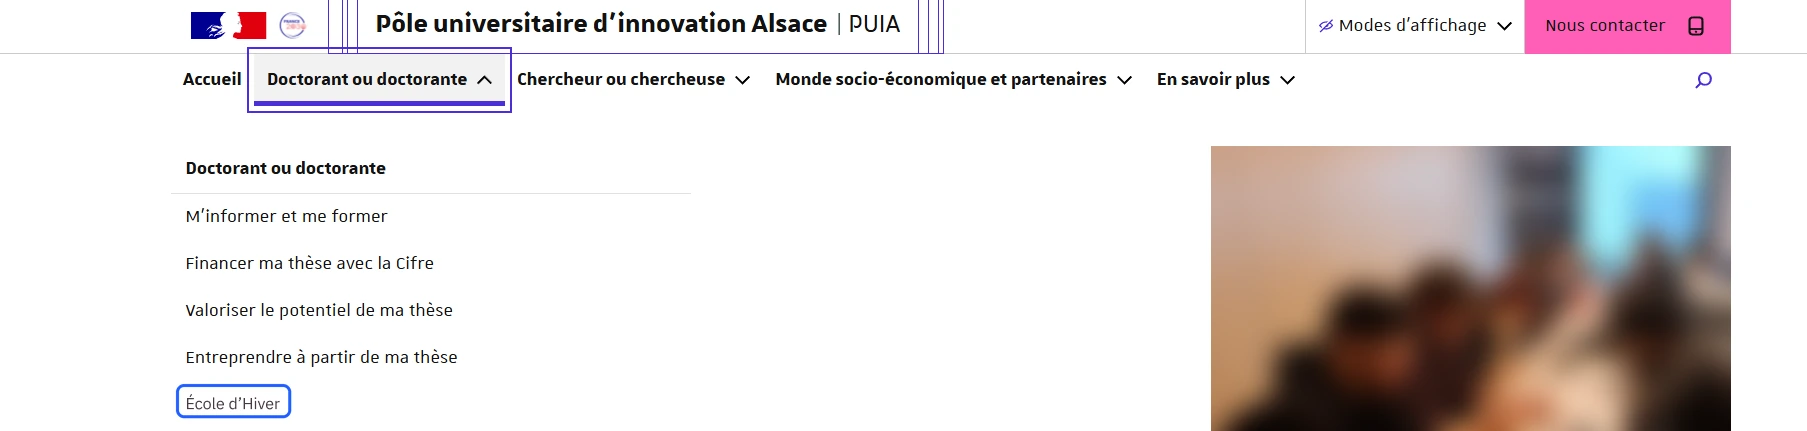 Pôle universitaire d'innovation Alsace | PUIA
Modes d'affichage
Nous contacter
Accueil
Doctorant ou doctorante
Chercheur ou chercheuse
Monde socio-économique et partenaires
En savoir plus
Doctorant ou doctorante
M'informer et me former
Financer ma thèse avec la Cifre
Valoriser le potentiel de ma thèse
Entreprendre à partir de ma thèse
École d'Hiver